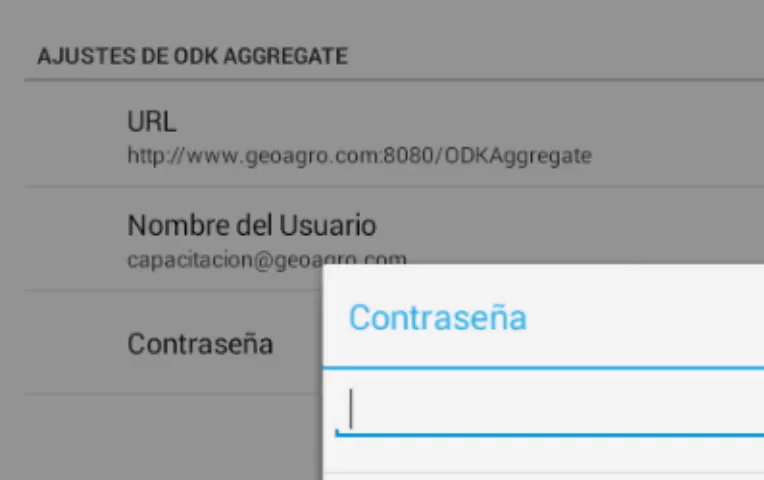 AJUSTES DE ODK AGGREGATE
URL
http://www.geoagro.com:8080/ODKAggregate
Nombre del Usuario
capacitacion@geoagro.com
Contraseña
Contraseña